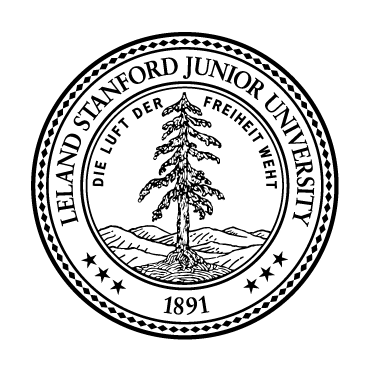 LELAND STANFORD JUNIOR UNIVERSITY
DIE LUFT DER FREIHEIT WEHT
1891